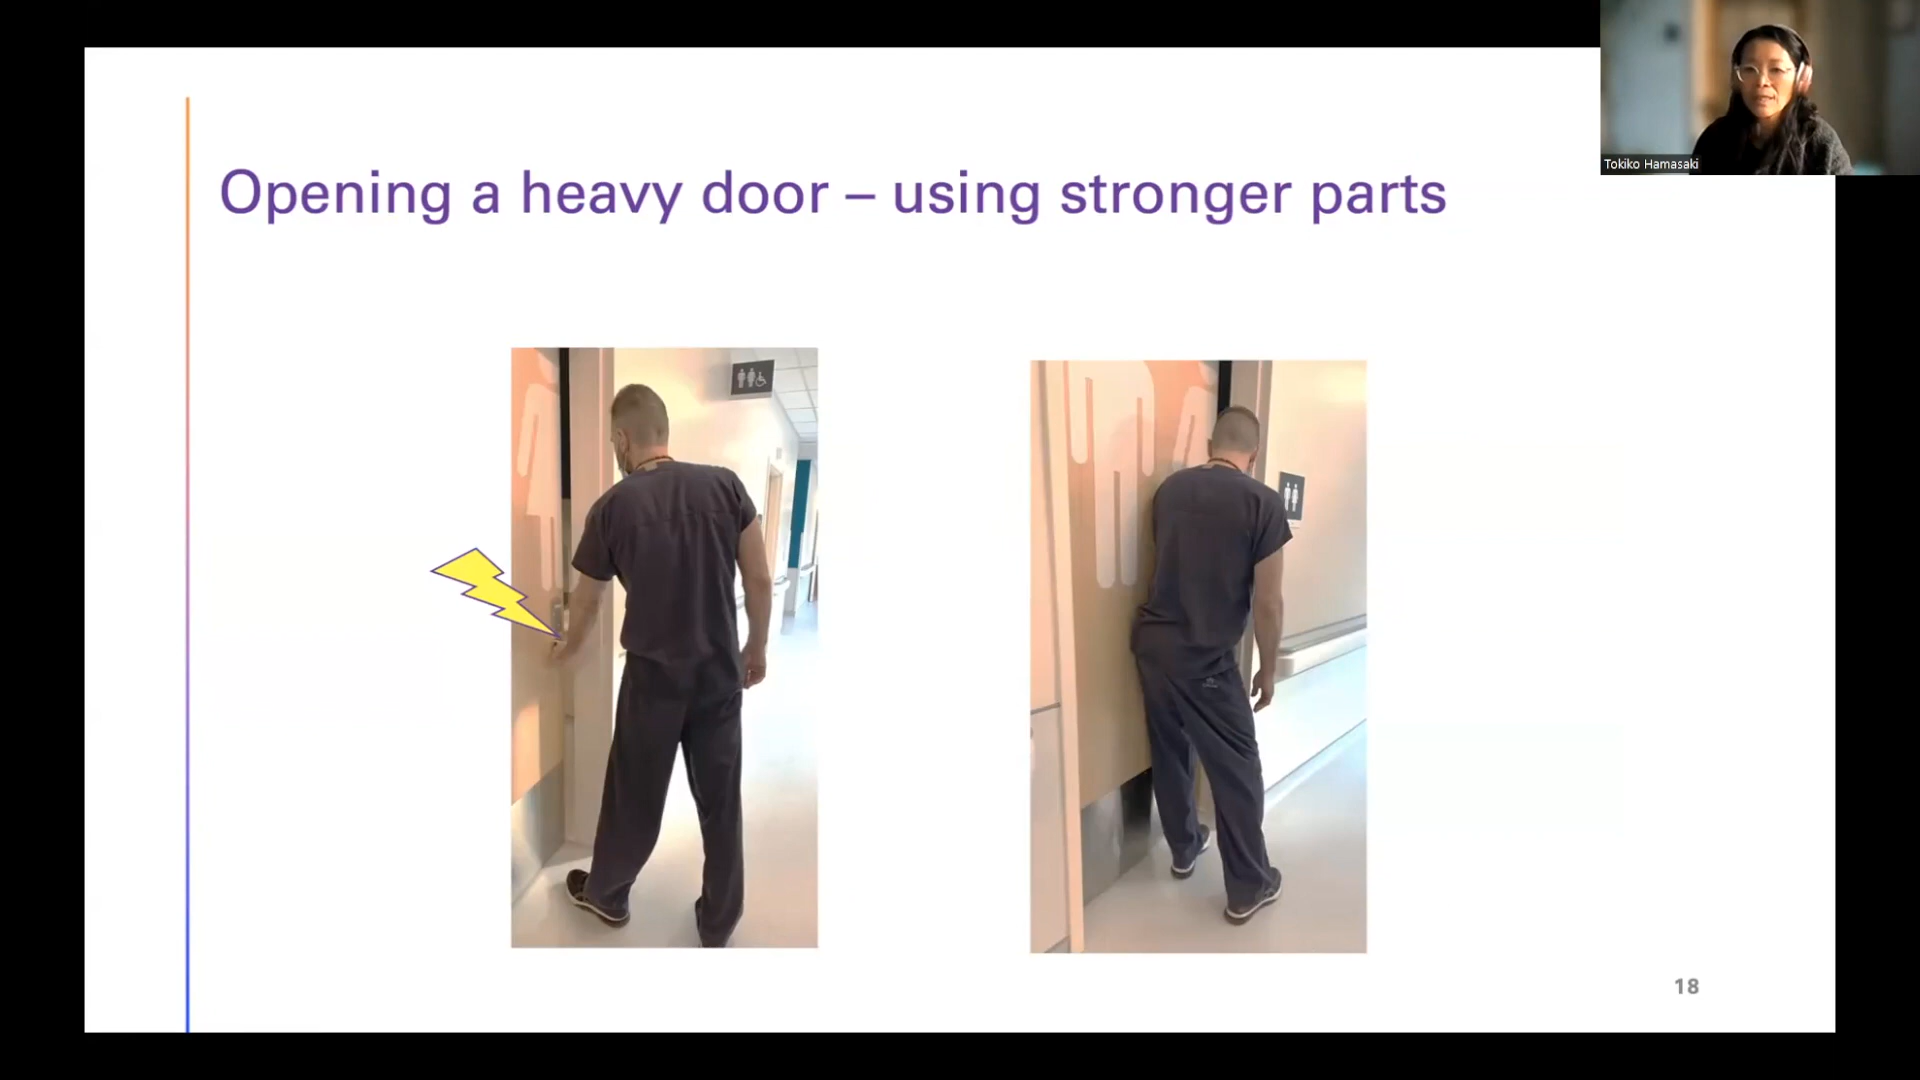 Tokiko Hamasaki
Opening a heavy door – using stronger parts
18